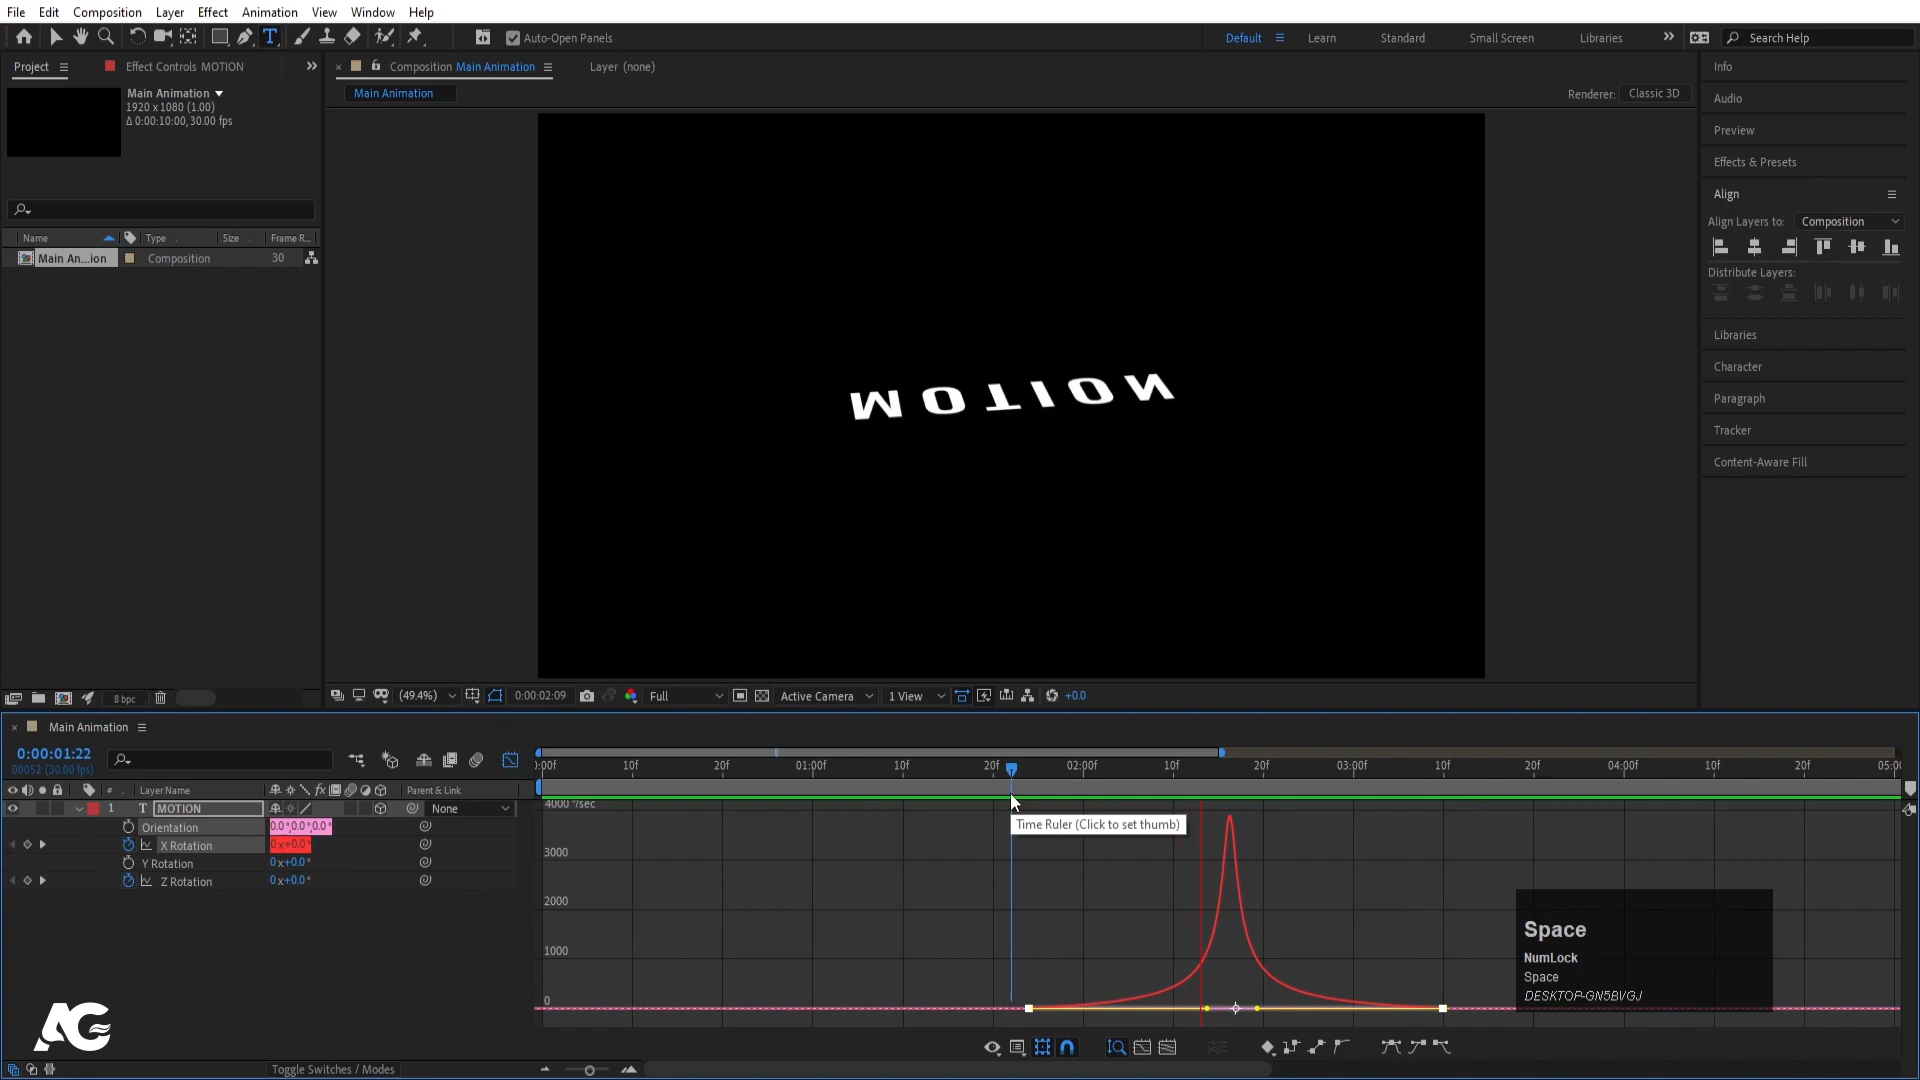 File Edit Composition Layer Effect Animation View Window Help
Auto-Open Panels
Default Learn Standard Small Screen Libraries Search Help
Project Effect Controls MOTION
Composition Main Animation Layer (none)
Main Animation
Renderer: Classic 3D
Main Animation
1920 x 1080 (1.00)
Δ 0:00:10:00, 30.00 fps
Name Type Size Frame R...
Main An...ion Composition 30
MOTION
Info
Audio
Preview
Effects & Presets
Align
Align Layers to: Composition
Distribute Layers:
Libraries
Character
Paragraph
Tracker
Content-Aware Fill
8 bpc
(49.4%) 0:00:02:09 Full Active Camera 1 View +0.0
Main Animation
0:00:01:22
00052 (30.00 fps)
):00f 10f 20f 01:00f 10f 20f 02:00f 10f 20f 03:00f 10f 20f 04:00f 10f 20f 05:0
# Layer Name fx Parent & Link
1 T MOTION None
Orientation 0.0°,0.0°,0.0°
X Rotation 0x+0.0°
Y Rotation 0x+0.0°
Z Rotation 0x+0.0°
4000 °/sec
3000
2000
1000
0
Time Ruler (Click to set thumb)
Space
NumLock
Space
DESKTOP-GN5BVGJ
AG
Toggle Switches / Modes